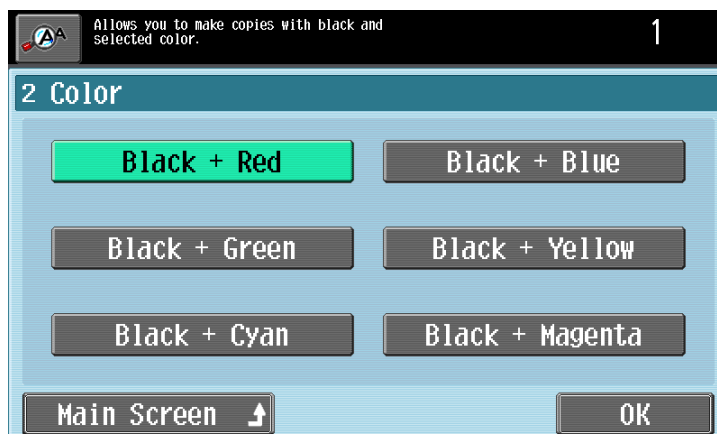 Allows you to make copies with black and
selected color.
1
2 Color
Black + Red
Black + Blue
Black + Green
Black + Yellow
Black + Cyan
Black + Magenta
Main Screen
OK